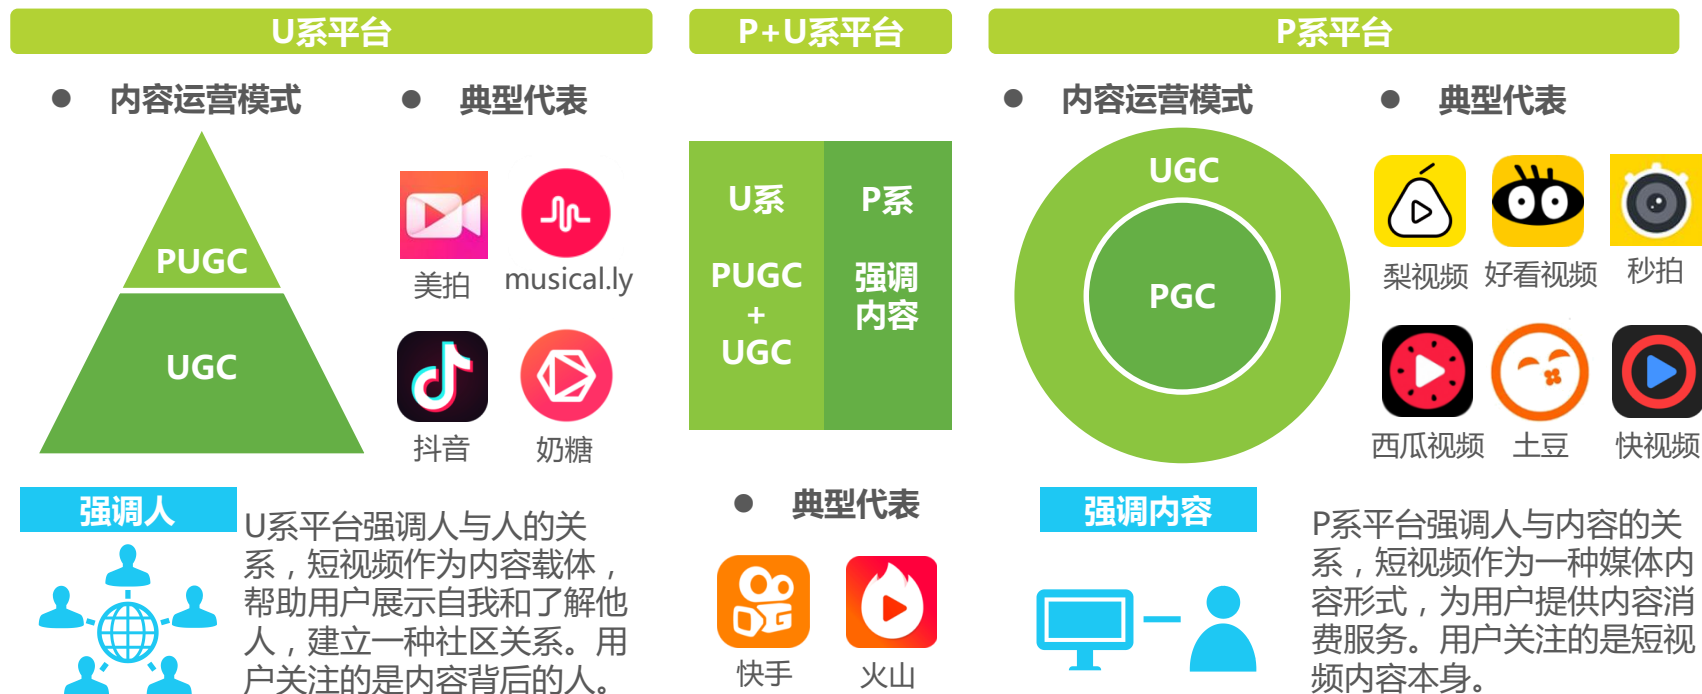 U系平台
内容运营模式
典型代表
PUGC
UGC
美拍
musical.ly
抖音
奶糖
强调人
U系平台强调人与人的关
系，短视频作为内容载体，
帮助用户展示自我和了解他
人，建立一种社区关系。用
户关注的是内容背后的人。
P+U系平台
U系
PUGC
+
UGC
P系
强调
内容
典型代表
快手
火山
P系平台
内容运营模式
典型代表
UGC
PGC
梨视频
好看视频
秒拍
西瓜视频
土豆
快视频
强调内容
P系平台强调人与内容的关
系，短视频作为一种媒体内
容形式，为用户提供内容消
费服务。用户关注的是短视
频内容本身。